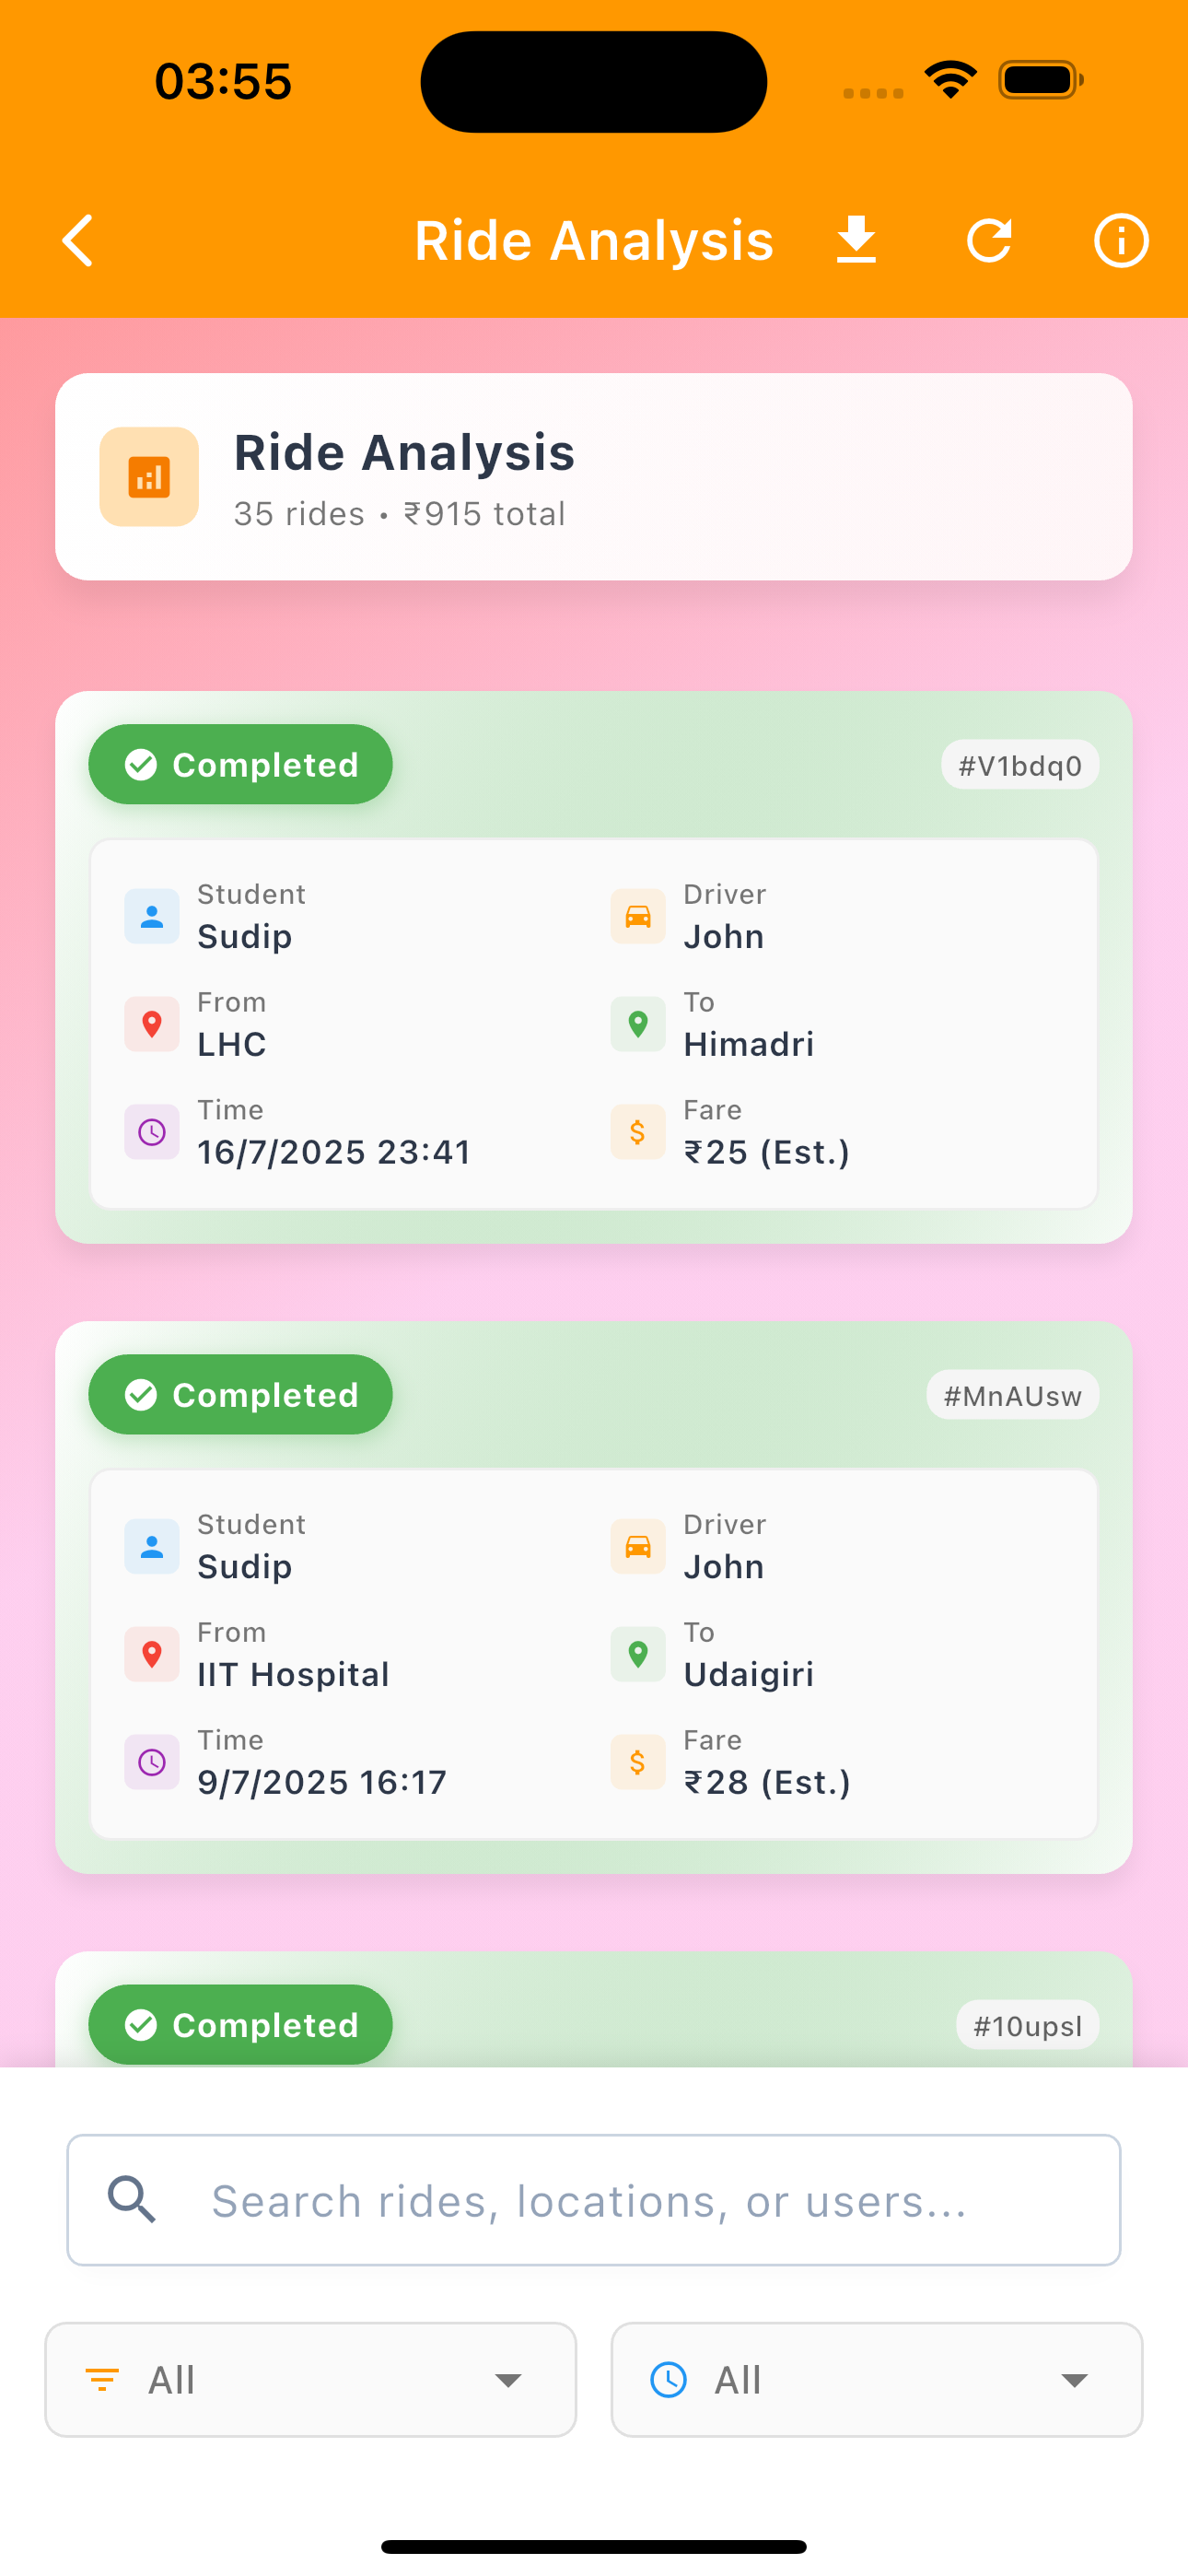 03:55
Ride Analysis
Ride Analysis
35 rides • ₹915 total
Completed
#V1bdq0
Student
Sudip
Driver
John
From
LHC
To
Himadri
Time
16/7/2025 23:41
Fare
₹25 (Est.)
Completed
#MnAUsw
Student
Sudip
Driver
John
From
IIT Hospital
To
Udaigiri
Time
9/7/2025 16:17
Fare
₹28 (Est.)
Completed
#10upsl
Search rides, locations, or users...
All
All